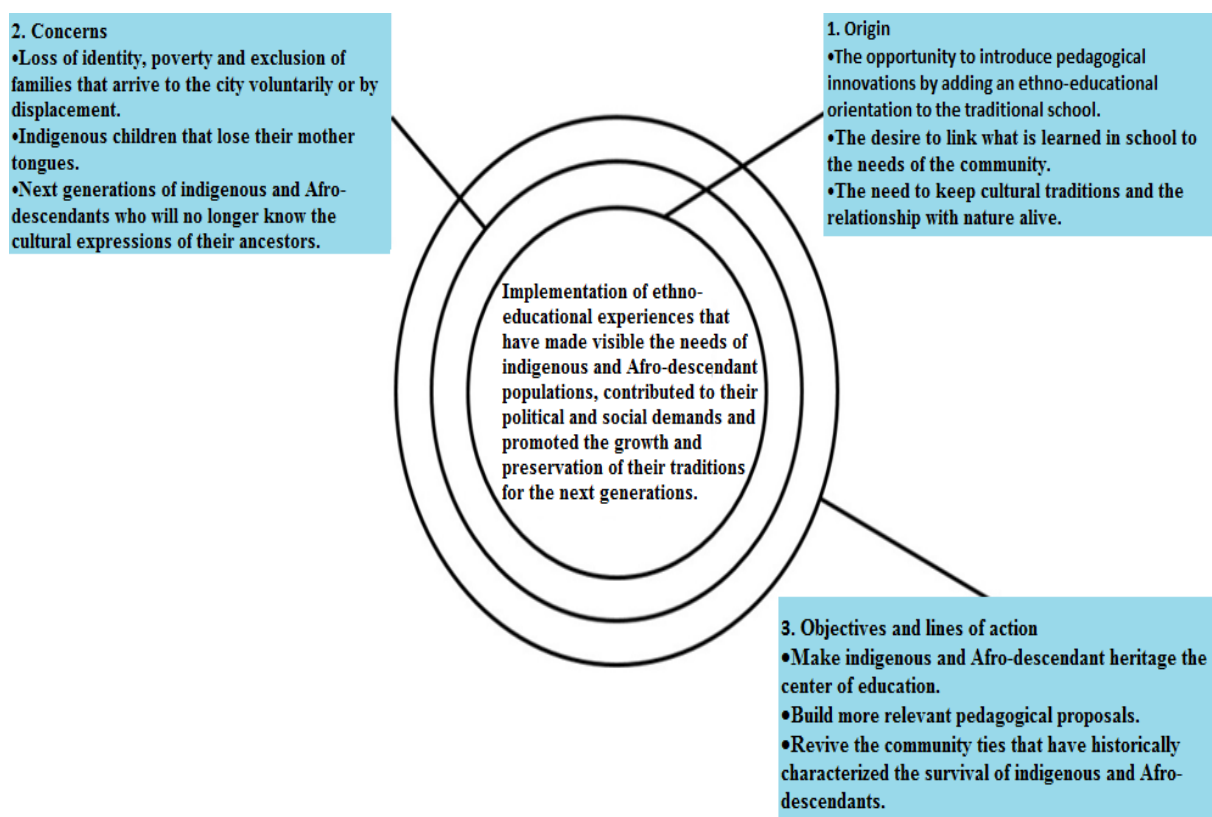 2. Concerns
•Loss of identity, poverty and exclusion of
families that arrive to the city voluntarily or by
displacement.
•Indigenous children that lose their mother
tongues.
•Next generations of indigenous and Afro-
descendants who will no longer know the
cultural expressions of their ancestors.
1. Origin
•The opportunity to introduce pedagogical
innovations by adding an ethno-educational
orientation to the traditional school.
•The desire to link what is learned in school to
the needs of the community.
•The need to keep cultural traditions and the
relationship with nature alive.
Implementation of ethno-
educational experiences that
have made visible the needs of
indigenous and Afro-descendant
populations, contributed to their
political and social demands and
promoted the growth and
preservation of their traditions
for the next generations.
3. Objectives and lines of action
•Make indigenous and Afro-descendant heritage the
center of education.
•Build more relevant pedagogical proposals.
•Revive the community ties that have historically
characterized the survival of indigenous and Afro-
descendants.